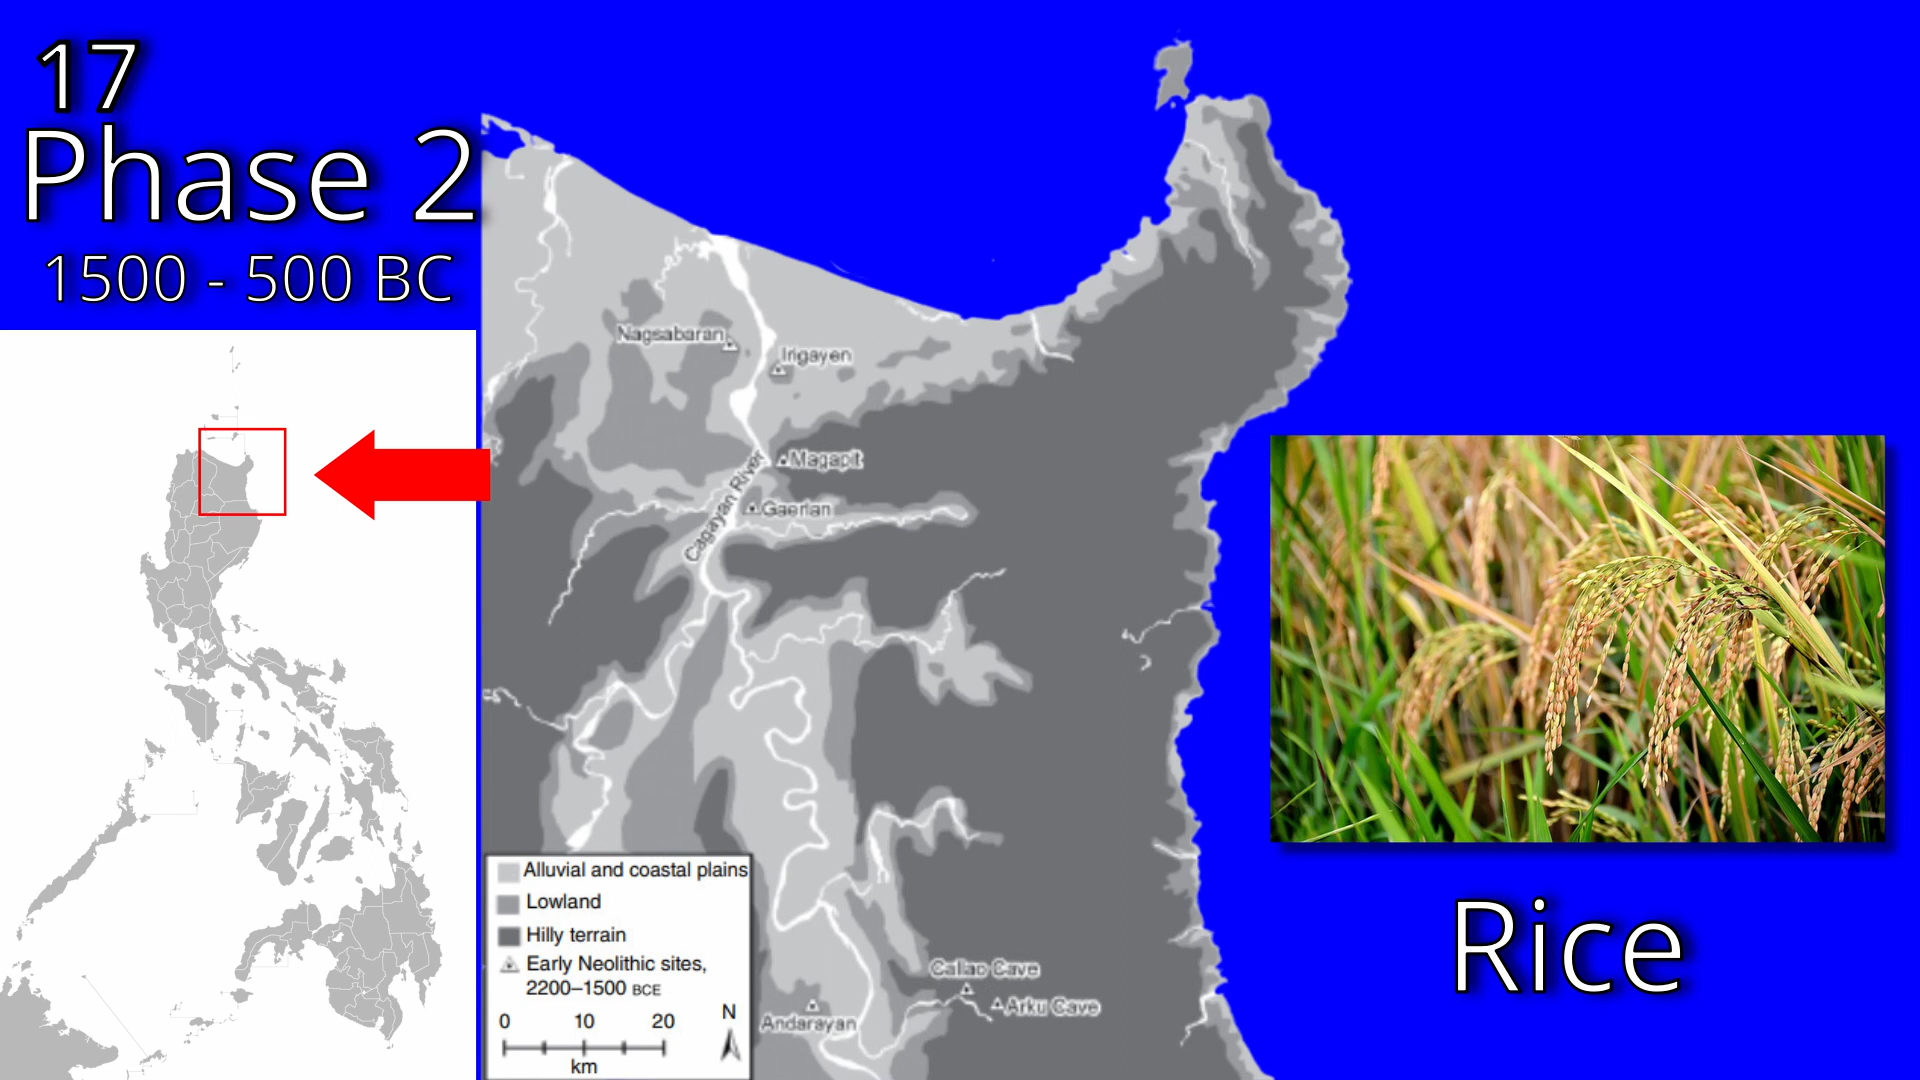 17
Phase 2
1500 - 500 BC
Nagsabaran
Irigayen
Magapit
Cagayan River
Gaerlan
Alluvial and coastal plains
Lowland
Hilly terrain
Early Neolithic sites,
2200–1500 BCE
0 10 20
km
N
Callao Cave
Arku Cave
Andarayan
Rice